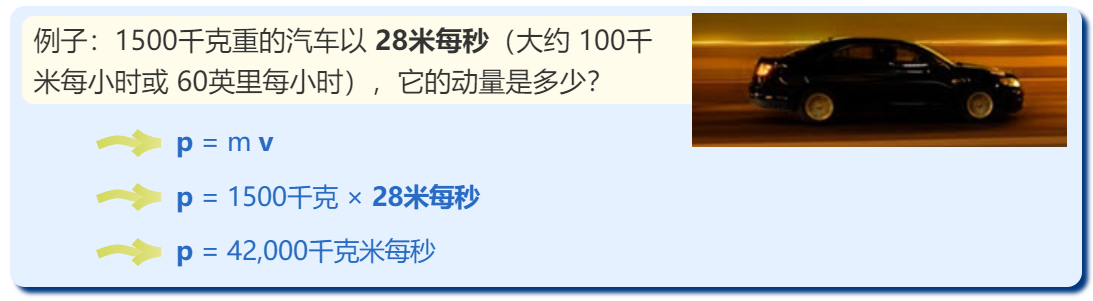 例子：1500千克重的汽车以 28米每秒（大约 100千
米每小时或 60英里每小时），它的动量是多少？
p = m v
p = 1500千克 × 28米每秒
p = 42,000千克米每秒